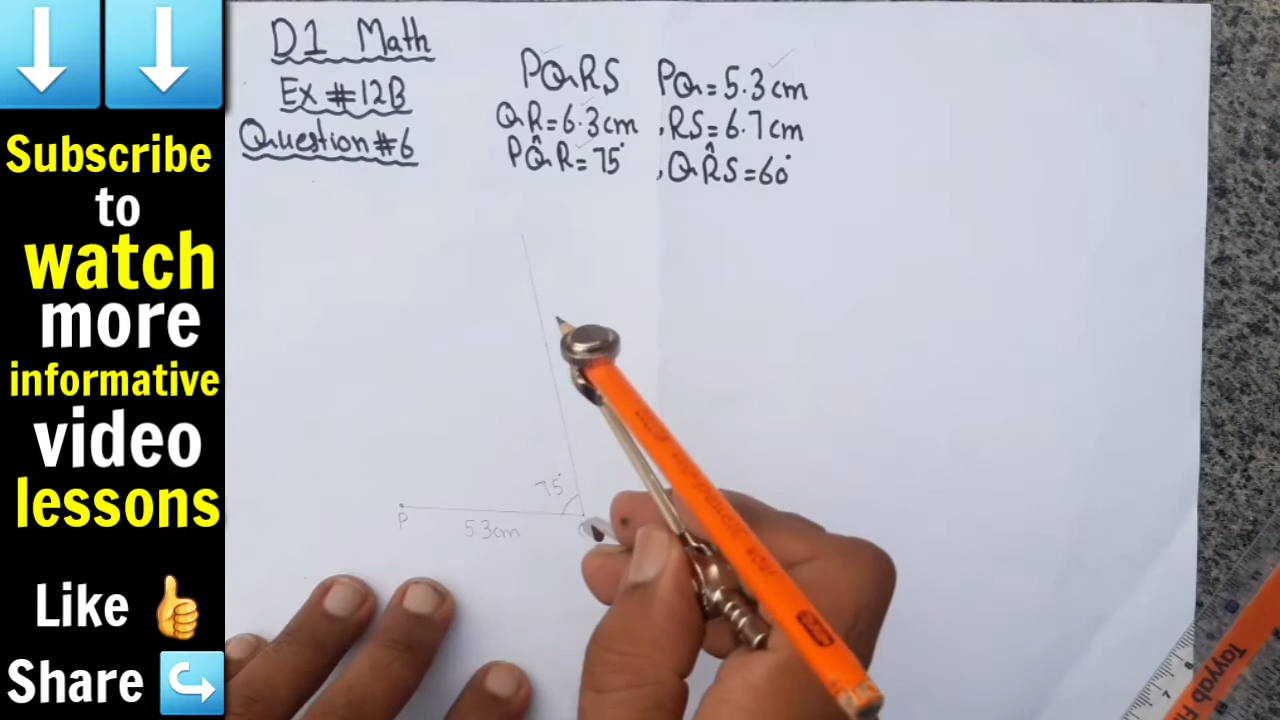 Subscribe
to
watch
more
informative
video
lessons
Like
Share
D1 Math
Ex # 12B
Question #6
PQRS PQ = 5.3 cm
QR = 6.3 cm , RS = 6.7 cm
PQ̂R = 75° , QR̂S = 60°
75°
P
5.3cm
Tayyab